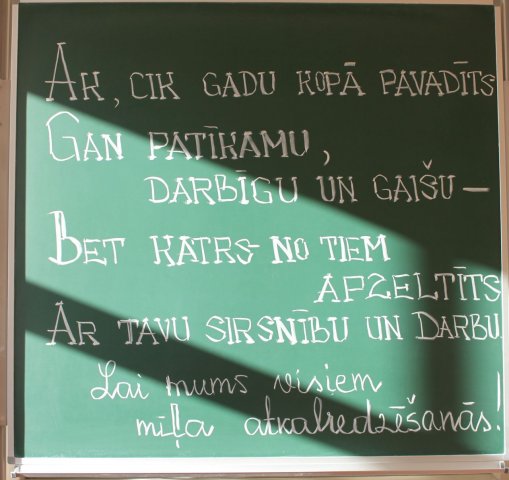 Ak, CIK GADU KOPĀ PAVADĪTS
GAN PATĪKAMU,
DARBĪGU UN GAIŠU –
BET KATRS NO TIEM
APZELTĪTS
AR TAVU SIRSNĪBU UN DARBU.
Lai mums visiem
mīļa atkalredzēšanās!